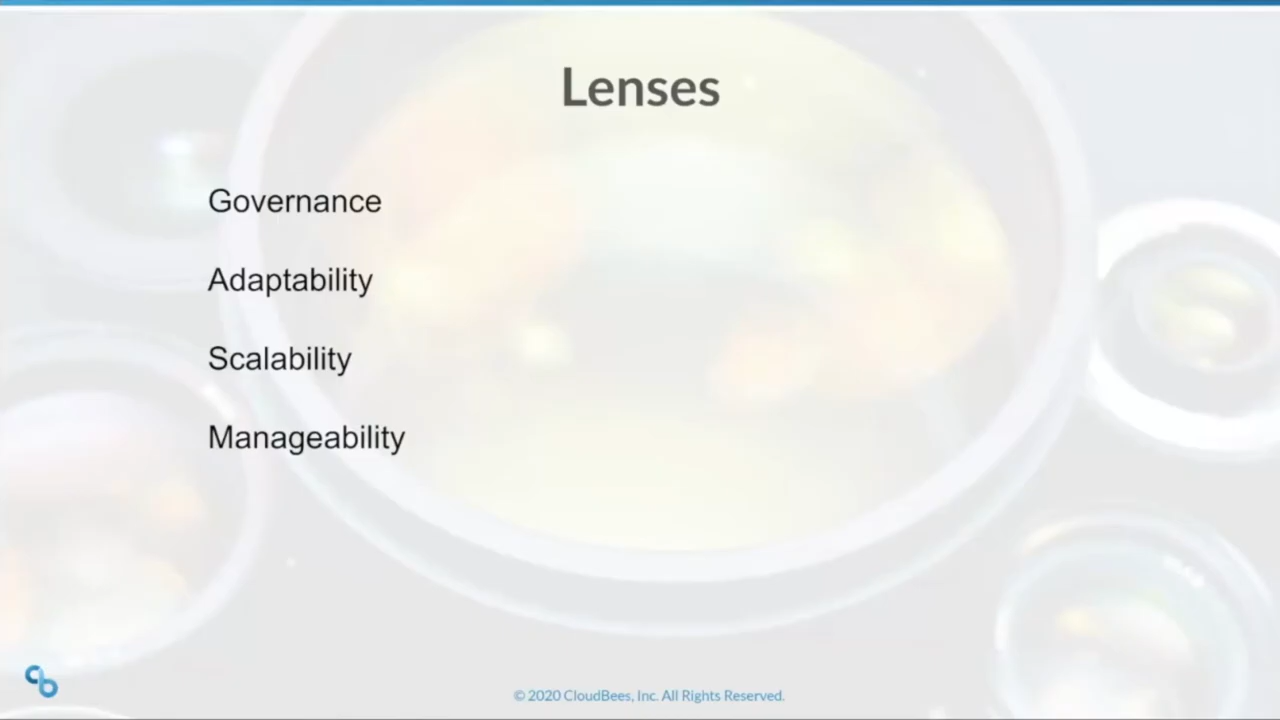 Lenses
Governance
Adaptability
Scalability
Manageability
© 2020 CloudBees, Inc. All Rights Reserved.